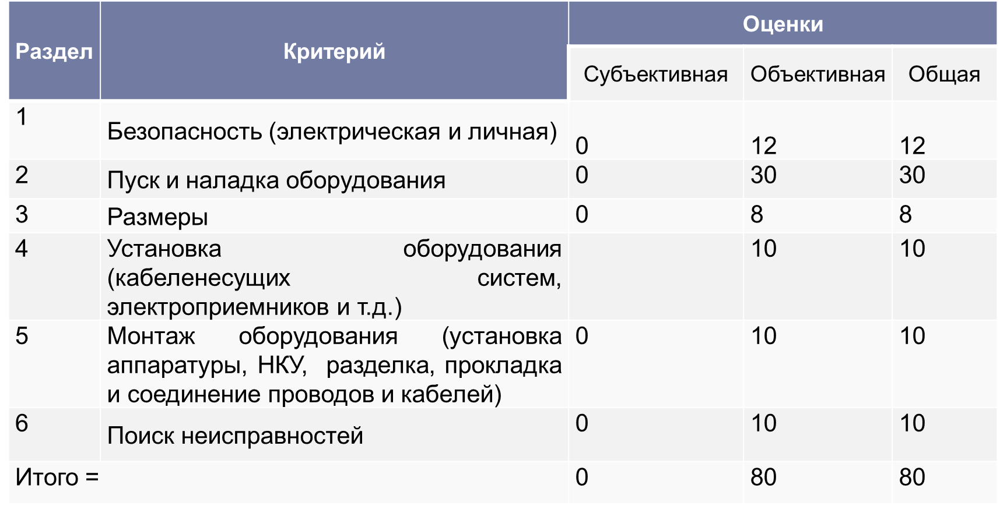 Раздел
Критерий
Оценки
Субъективная
Объективная
Общая
1
Безопасность (электрическая и личная)
0
12
12
2
Пуск и наладка оборудования
0
30
30
3
Размеры
0
8
8
4
Установка оборудования
(кабеленесущих систем,
электроприемников и т.д.)
10
10
5
Монтаж оборудования (установка
аппаратуры, НКУ, разделка, прокладка
и соединение проводов и кабелей)
0
10
10
6
Поиск неисправностей
0
10
10
Итого =
0
80
80